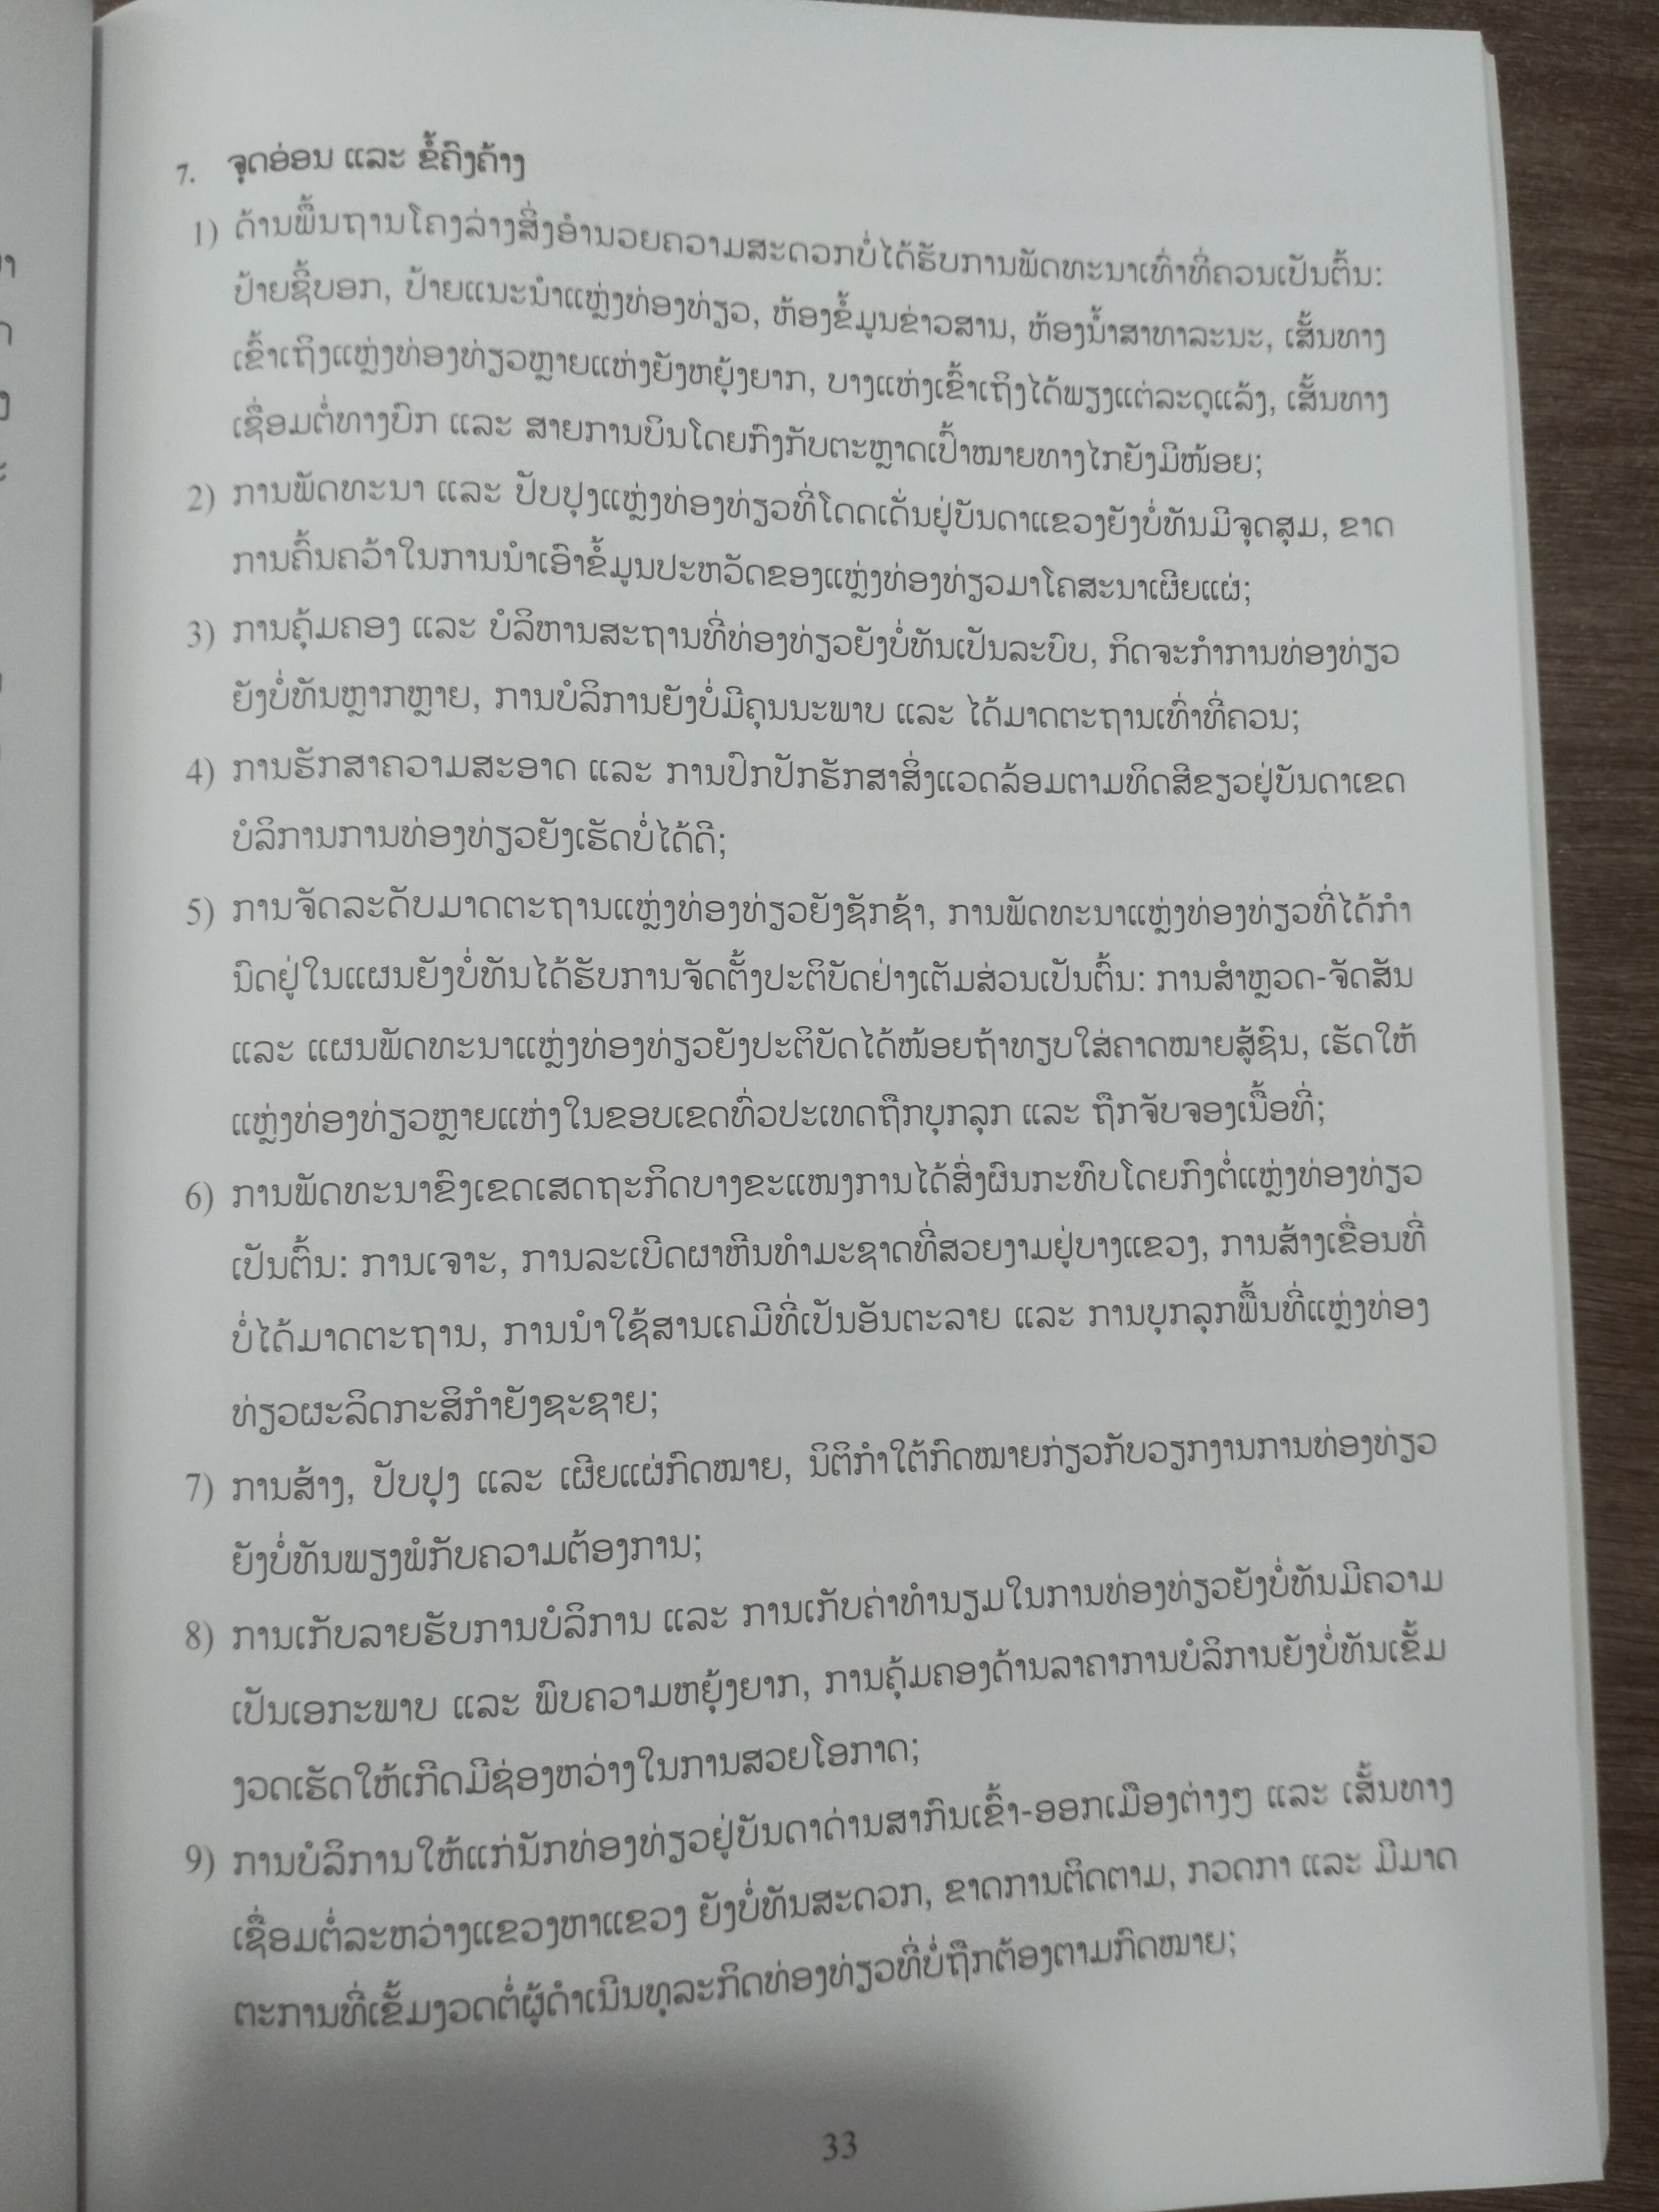 7. ຈຸດອ່ອນ ແລະ ຂໍ້ຄົງຄ້າງ
1) ດ້ານພື້ນຖານໂຄງລ່າງສິ່ງອໍານວຍຄວາມສະດວກບໍ່ໄດ້ຮັບການພັດທະນາເທົ່າທີ່ຄວນເປັນຕົ້ນ:
ປ້າຍຊີ້ບອກ, ປ້າຍແນະນໍາແຫຼ່ງທ່ອງທ່ຽວ, ຫ້ອງຂໍ້ມູນຂ່າວສານ, ຫ້ອງນໍ້າສາທາລະນະ, ເສັ້ນທາງ
ເຂົ້າເຖິງແຫຼ່ງທ່ອງທ່ຽວຫຼາຍແຫ່ງຍັງຫຍຸ້ງຍາກ, ບາງແຫ່ງເຂົ້າເຖິງໄດ້ພຽງແຕ່ລະດູແລ້ງ, ເສັ້ນທາງ
ເຊື່ອມຕໍ່ທາງບົກ ແລະ ສາຍການບິນໂດຍກົງກັບຕະຫຼາດເປົ້າໝາຍທາງໄກຍັງມີໜ້ອຍ;
2) ການພັດທະນາ ແລະ ປັບປຸງແຫຼ່ງທ່ອງທ່ຽວທີ່ໂດດເດັ່ນຢູ່ບັນດາແຂວງຍັງບໍ່ທັນມີຈຸດສຸມ, ຂາດ
ການຄົ້ນຄວ້າໃນການນໍາເອົາຂໍ້ມູນປະຫວັດຂອງແຫຼ່ງທ່ອງທ່ຽວມາໂຄສະນາເຜີຍແຜ່;
3) ການຄຸ້ມຄອງ ແລະ ບໍລິຫານສະຖານທີ່ທ່ອງທ່ຽວຍັງບໍ່ທັນເປັນລະບົບ, ກິດຈະກໍາການທ່ອງທ່ຽວ
ຍັງບໍ່ທັນຫຼາກຫຼາຍ, ການບໍລິການຍັງບໍ່ມີຄຸນນະພາບ ແລະ ໄດ້ມາດຕະຖານເທົ່າທີ່ຄວນ;
4) ການຮັກສາຄວາມສະອາດ ແລະ ການປົກປັກຮັກສາສິ່ງແວດລ້ອມຕາມທິດສີຂຽວຢູ່ບັນດາເຂດ
ບໍລິການການທ່ອງທ່ຽວຍັງເຮັດບໍ່ໄດ້ດີ;
5) ການຈັດລະດັບມາດຕະຖານແຫຼ່ງທ່ອງທ່ຽວຍັງຊັກຊ້າ, ການພັດທະນາແຫຼ່ງທ່ອງທ່ຽວທີ່ໄດ້ກໍາ
ນົດຢູ່ໃນແຜນຍັງບໍ່ທັນໄດ້ຮັບການຈັດຕັ້ງປະຕິບັດຢ່າງເຕັມສ່ວນເປັນຕົ້ນ: ການສໍາຫຼວດ-ຈັດສັນ
ແລະ ແຜນພັດທະນາແຫຼ່ງທ່ອງທ່ຽວຍັງປະຕິບັດໄດ້ໜ້ອຍຖ້າທຽບໃສ່ຄາດໝາຍສູ້ຊົນ, ເຮັດໃຫ້
ແຫຼ່ງທ່ອງທ່ຽວຫຼາຍແຫ່ງໃນຂອບເຂດທົ່ວປະເທດຖືກບຸກລຸກ ແລະ ຖືກຈັບຈອງເນື້ອທີ່;
6) ການພັດທະນາຂົງເຂດເສດຖະກິດບາງຂະແໜງການໄດ້ສົ່ງຜົນກະທົບໂດຍກົງຕໍ່ແຫຼ່ງທ່ອງທ່ຽວ
ເປັນຕົ້ນ: ການເຈາະ, ການລະເບີດຜາຫີນທໍາມະຊາດທີ່ສວຍງາມຢູ່ບາງແຂວງ, ການສ້າງເຂື່ອນທີ່
ບໍ່ໄດ້ມາດຕະຖານ, ການນໍາໃຊ້ສານເຄມີທີ່ເປັນອັນຕະລາຍ ແລະ ການບຸກລຸກພື້ນທີ່ແຫຼ່ງທ່ອງ
ທ່ຽວຜະລິດກະສິກໍາຍັງຊະຊາຍ;
7) ການສ້າງ, ປັບປຸງ ແລະ ເຜີຍແຜ່ກົດໝາຍ, ນິຕິກໍາໃຕ້ກົດໝາຍກ່ຽວກັບວຽກງານການທ່ອງທ່ຽວ
ຍັງບໍ່ທັນພຽງພໍກັບຄວາມຕ້ອງການ;
8) ການເກັບລາຍຮັບການບໍລິການ ແລະ ການເກັບຄ່າທໍານຽມໃນການທ່ອງທ່ຽວຍັງບໍ່ທັນມີຄວາມ
ເປັນເອກະພາບ ແລະ ພົບຄວາມຫຍຸ້ງຍາກ, ການຄຸ້ມຄອງດ້ານລາຄາການບໍລິການຍັງບໍ່ທັນເຂັ້ມ
ງວດເຮັດໃຫ້ເກີດມີຊ່ອງຫວ່າງໃນການສວຍໂອກາດ;
9) ການບໍລິການໃຫ້ແກ່ນັກທ່ອງທ່ຽວຢູ່ບັນດາດ່ານສາກົນເຂົ້າ-ອອກເມືອງຕ່າງໆ ແລະ ເສັ້ນທາງ
ເຊື່ອມຕໍ່ລະຫວ່າງແຂວງຫາແຂວງ ຍັງບໍ່ທັນສະດວກ, ຂາດການຕິດຕາມ, ກວດກາ ແລະ ມີມາດ
ຕະການທີ່ເຂັ້ມງວດຕໍ່ຜູ້ດໍາເນີນທຸລະກິດທ່ອງທ່ຽວທີ່ບໍ່ຖືກຕ້ອງຕາມກົດໝາຍ;
33